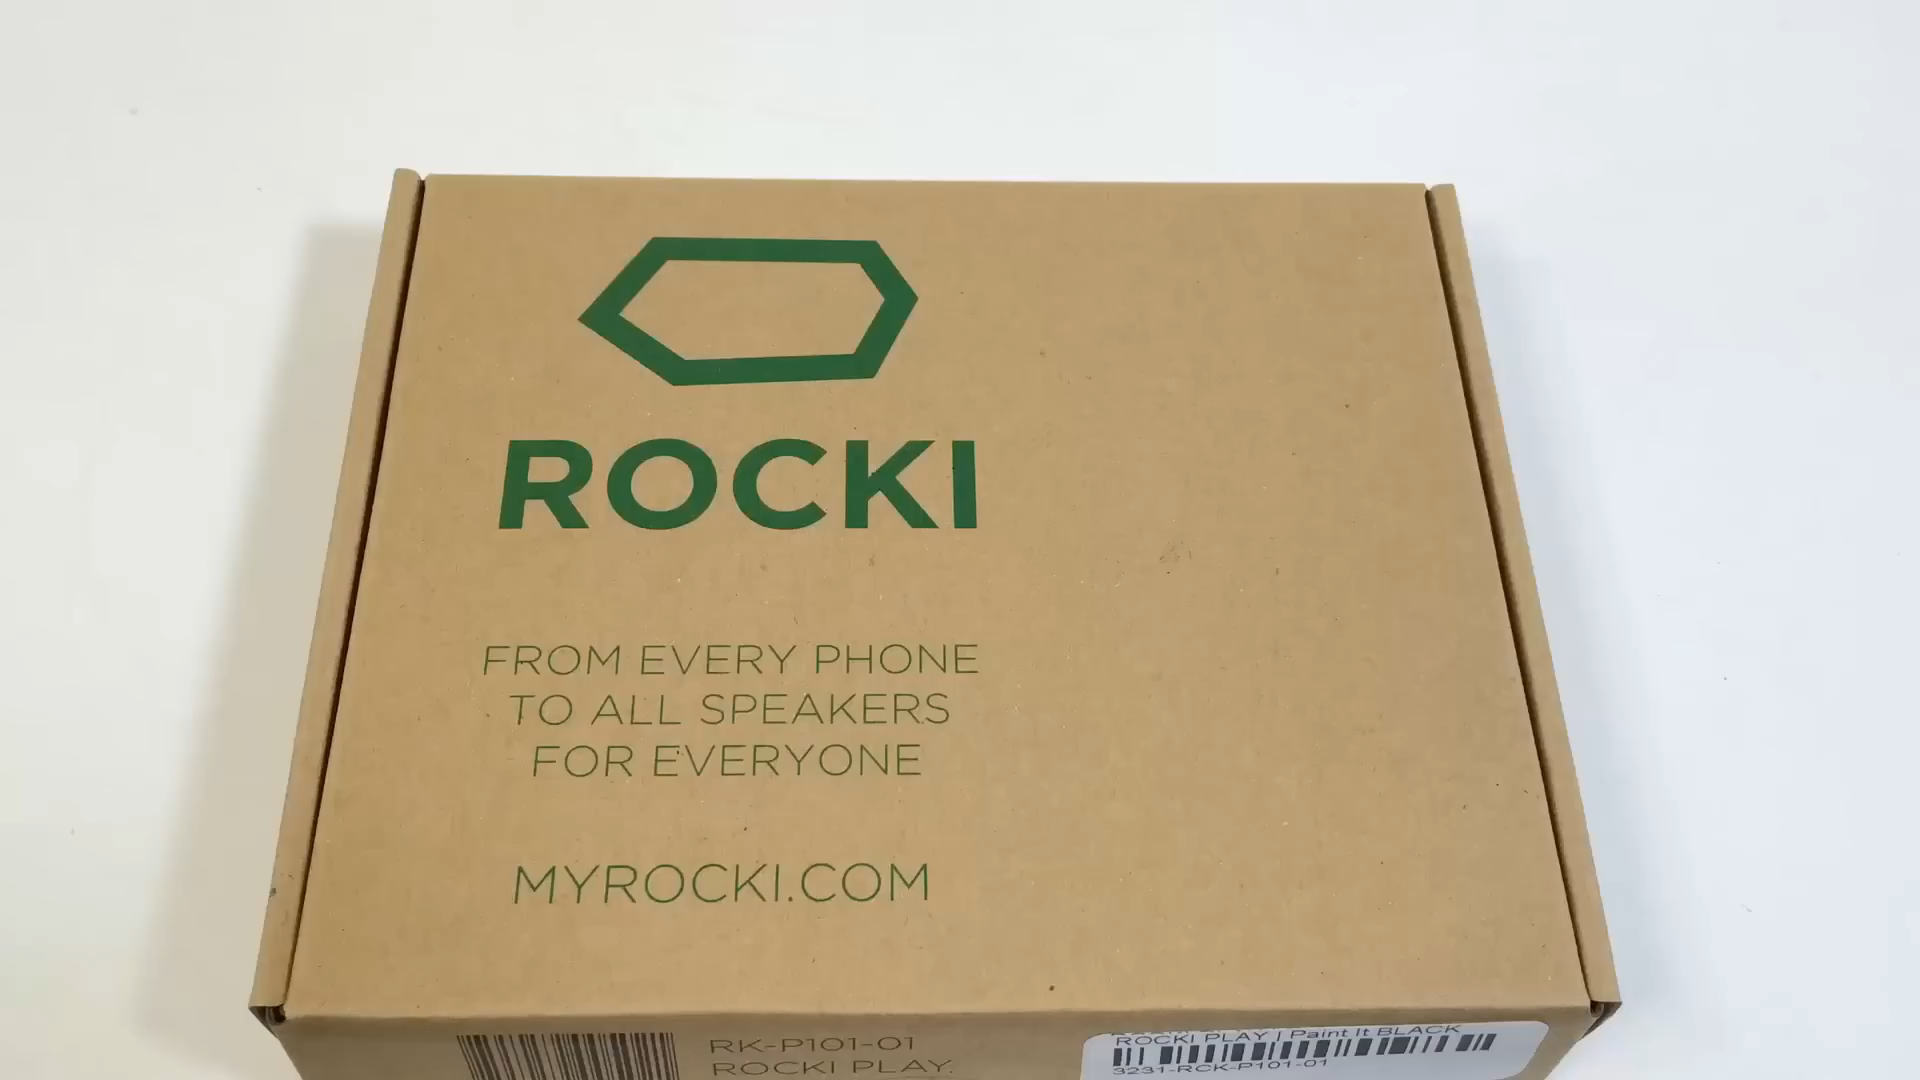 ROCKI
FROM EVERY PHONE
TO ALL SPEAKERS
FOR EVERYONE
MYROCKI.COM
RK-P101-01
ROCKI PLAY.
ROCKI PLAY | Paint It BLACK
3231-RCK-P101-01